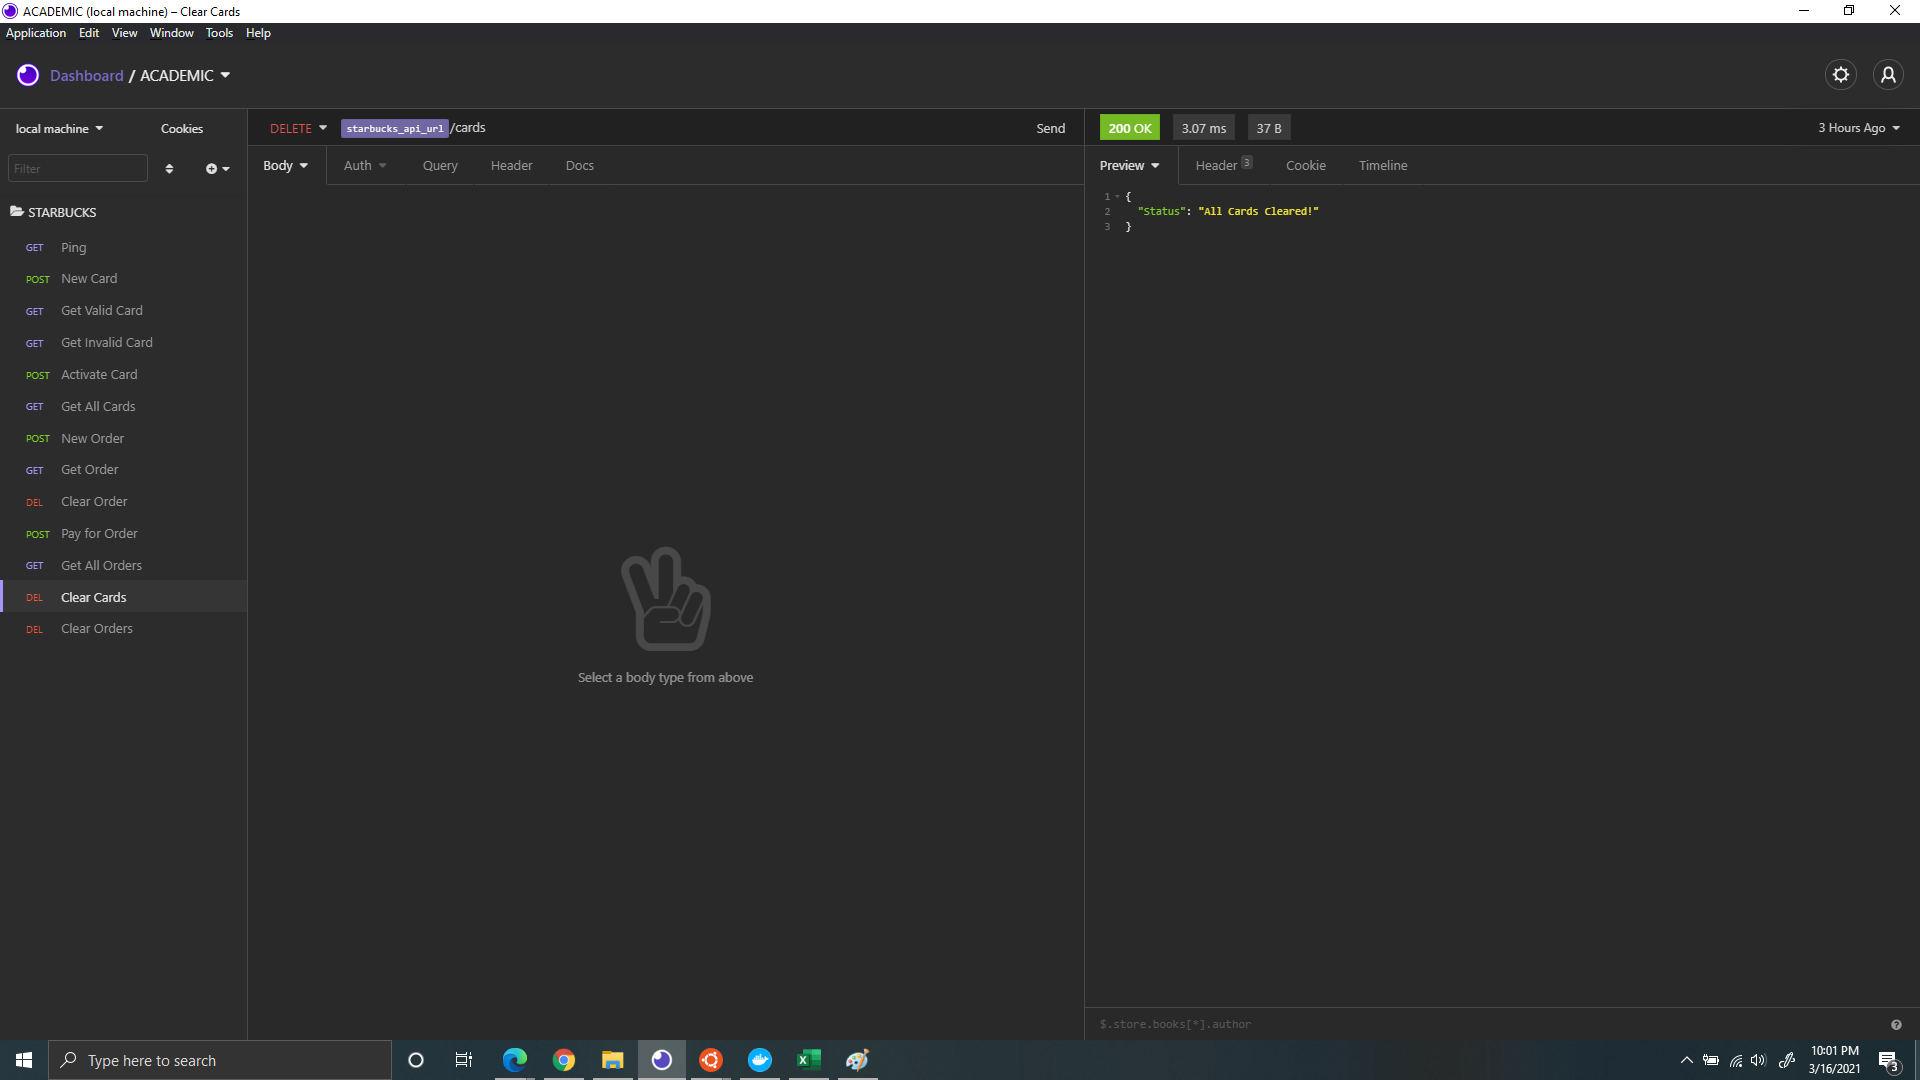 ACADEMIC (local machine) – Clear Cards
Application Edit View Window Tools Help
Dashboard / ACADEMIC
local machine Cookies
Filter
STARBUCKS
GET Ping
POST New Card
GET Get Valid Card
GET Get Invalid Card
POST Activate Card
GET Get All Cards
POST New Order
GET Get Order
DEL Clear Order
POST Pay for Order
GET Get All Orders
DEL Clear Cards
DEL Clear Orders
DELETE starbucks_api_url/cards Send
Body Auth Query Header Docs
Select a body type from above
200 OK 3.07 ms 37 B 3 Hours Ago
Preview Header 3 Cookie Timeline
1 {
2 "Status": "All Cards Cleared!"
3 }
$.store.books[*].author
Type here to search
10:01 PM
3/16/2021
3